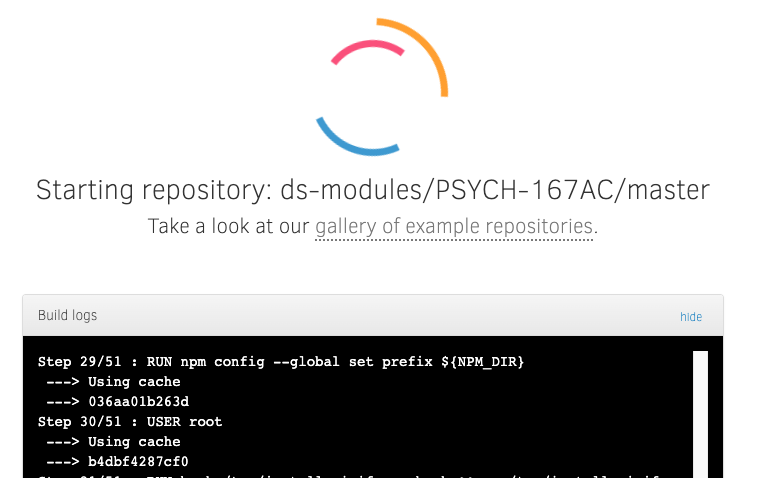 Starting repository: ds-modules/PSYCH-167AC/master
Take a look at our gallery of example repositories.
Build logs
hide
Step 29/51 : RUN npm config --global set prefix ${NPM_DIR}
---> Using cache
---> 036aa01b263d
Step 30/51 : USER root
---> Using cache
---> b4dbf4287cf0